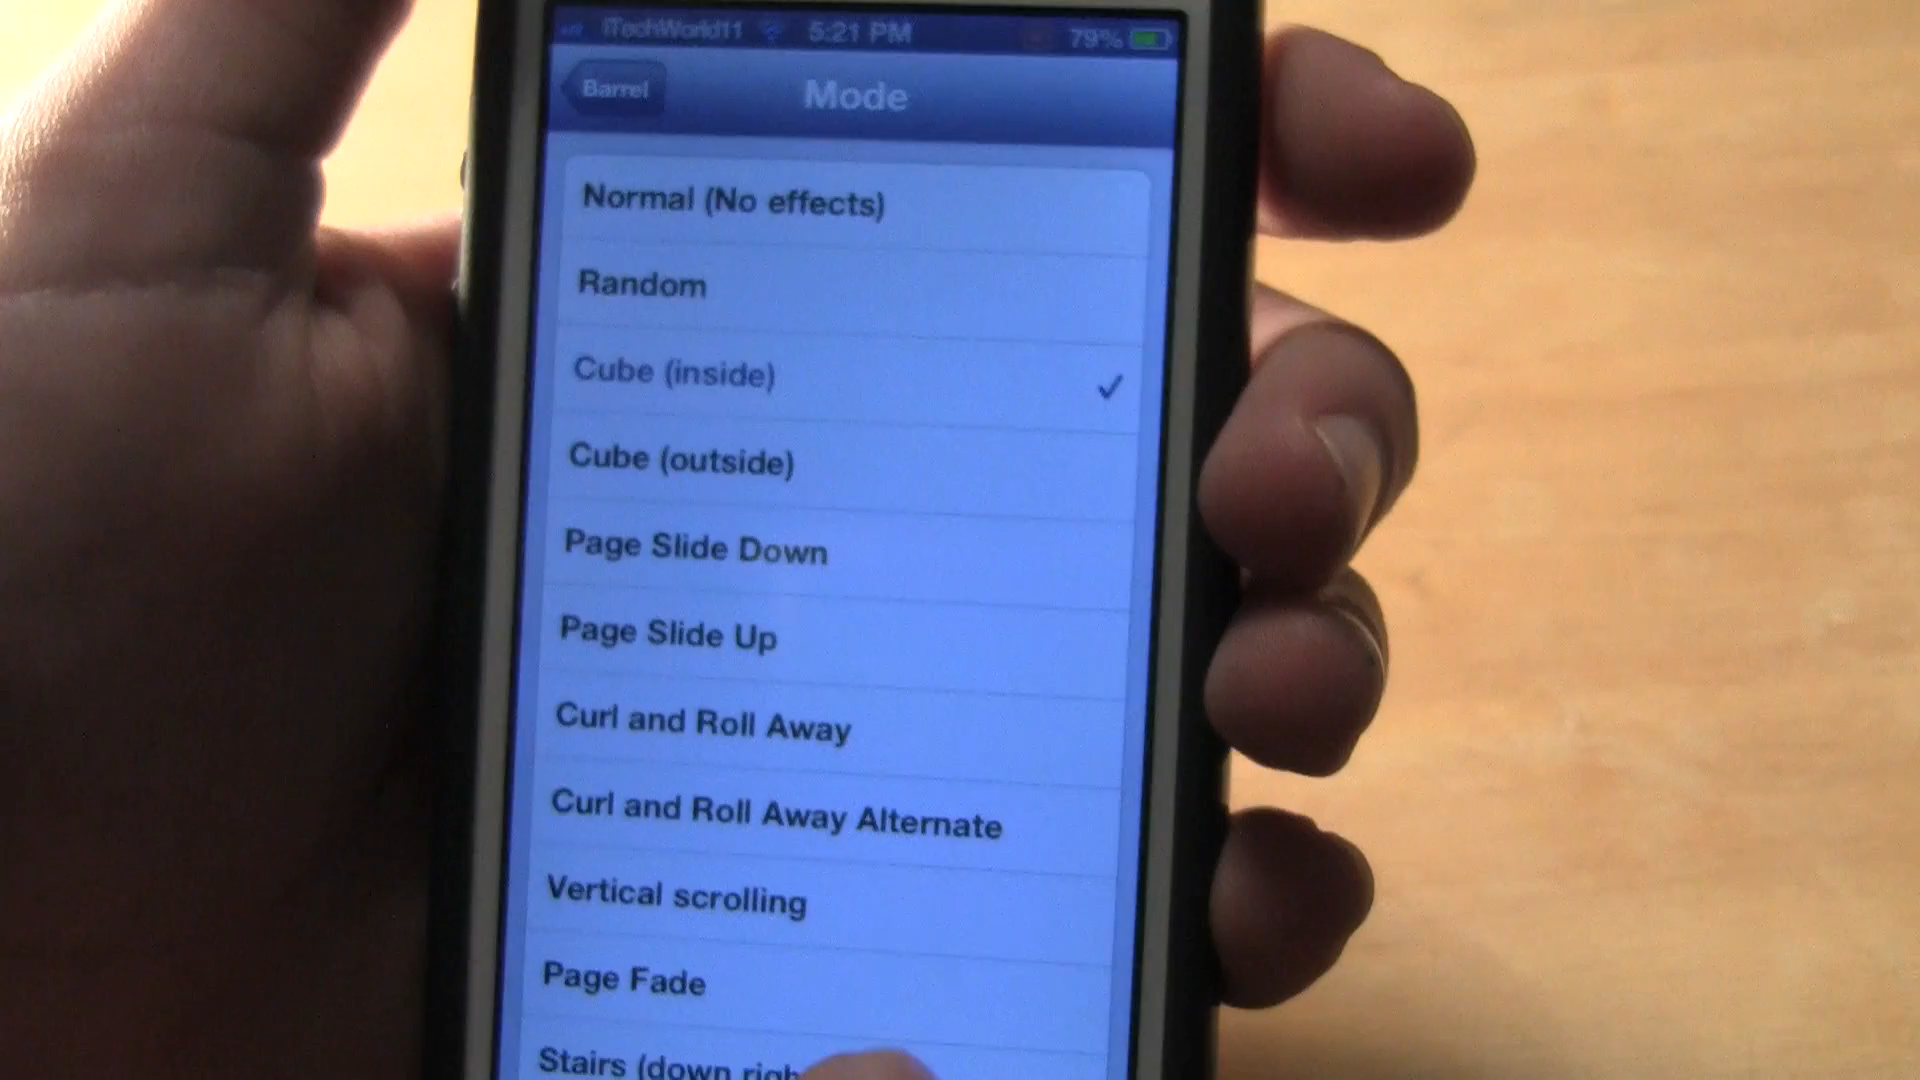 iTechWorld11 5:21 PM 79%
Barrel Mode
Normal (No effects)
Random
Cube (inside)
Cube (outside)
Page Slide Down
Page Slide Up
Curl and Roll Away
Curl and Roll Away Alternate
Vertical scrolling
Page Fade
Stairs (down